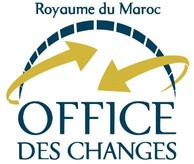 Royaume du Maroc
OFFICE
DES CHANGES